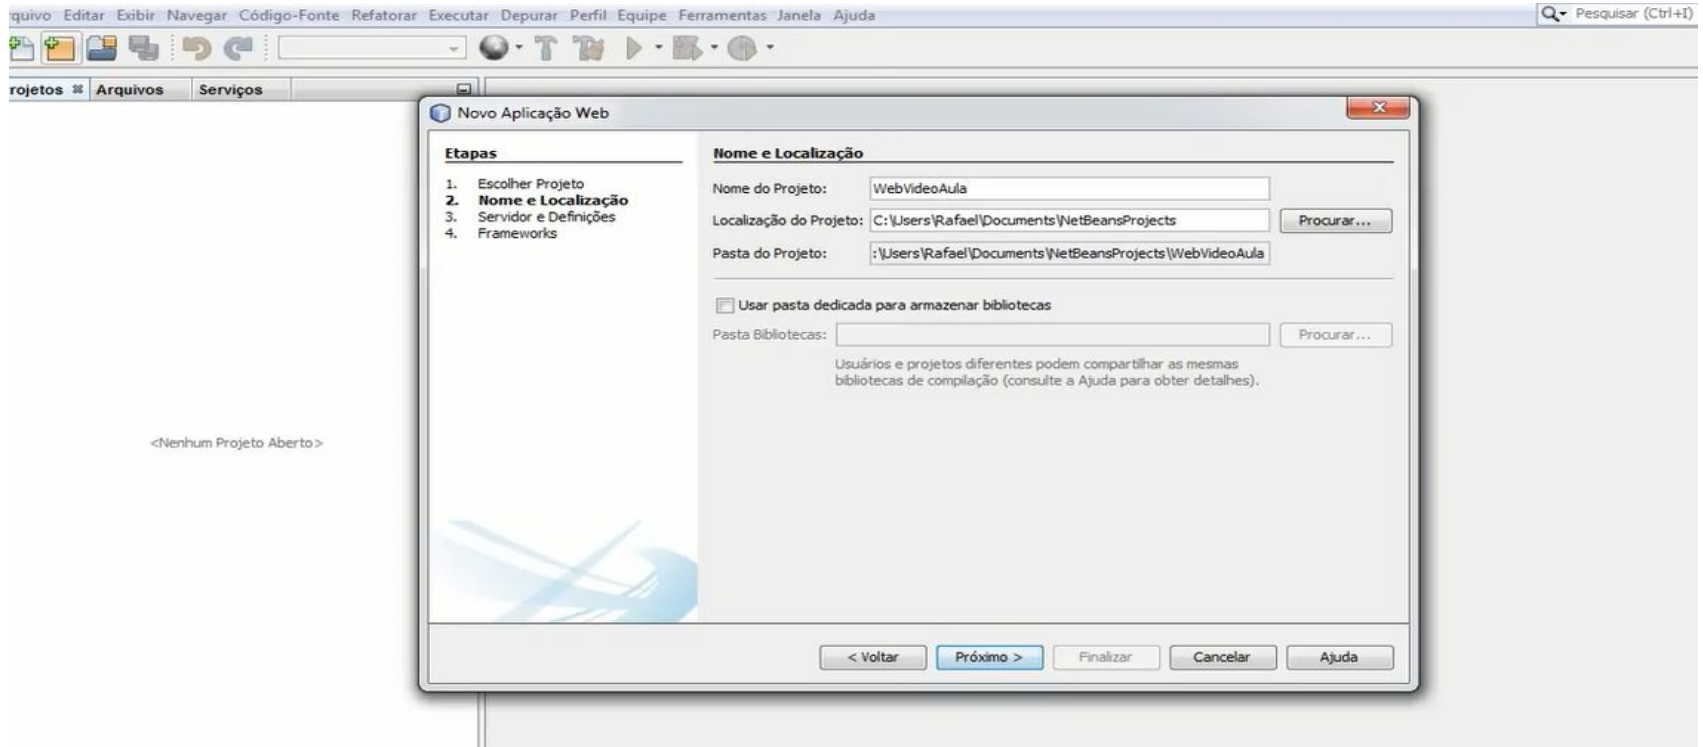 quivo Editar Exibir Navegar Código-Fonte Refatorar Executar Depurar Perfil Equipe Ferramentas Janela Ajuda
Pesquisar (Ctrl+I)
rojetos Arquivos Serviços
Novo Aplicação Web
Etapas
1. Escolher Projeto
2. Nome e Localização
3. Servidor e Definições
4. Frameworks
Nome e Localização
Nome do Projeto: WebVideoAula
Localização do Projeto: C:\Users\Rafael\Documents\NetBeansProjects Procurar...
Pasta do Projeto: :\Users\Rafael\Documents\NetBeansProjects\WebVideoAula
Usar pasta dedicada para armazenar bibliotecas
Pasta Bibliotecas: Procurar...
Usuários e projetos diferentes podem compartilhar as mesmas
bibliotecas de compilação (consulte a Ajuda para obter detalhes).
<Nenhum Projeto Aberto>
< Voltar Próximo > Finalizar Cancelar Ajuda